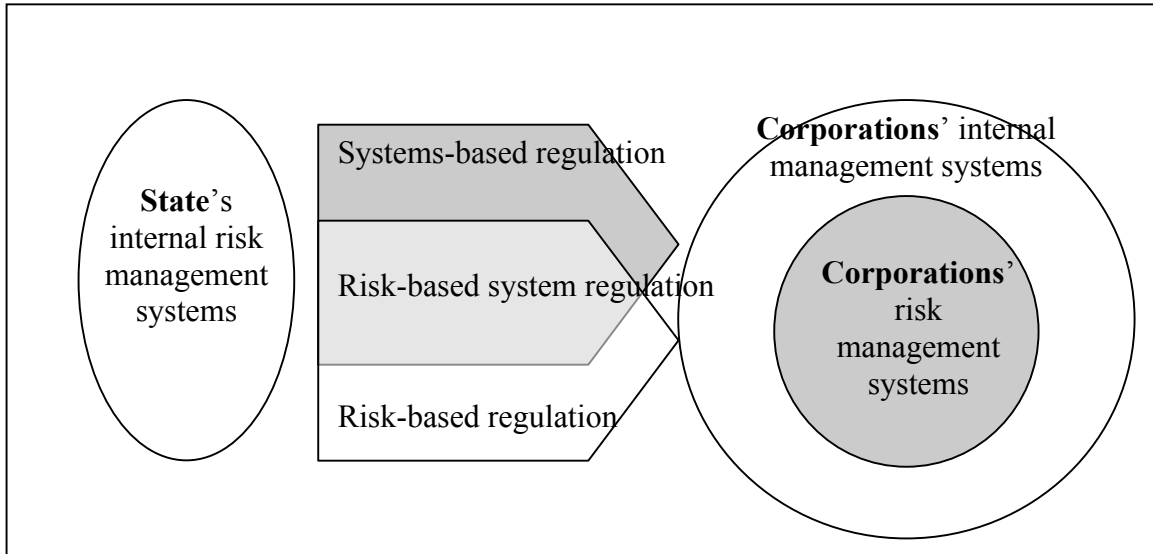 State's
internal risk
management
systems
Systems-based regulation
Risk-based system regulation
Risk-based regulation
Corporations' internal
management systems
Corporations'
risk
management
systems